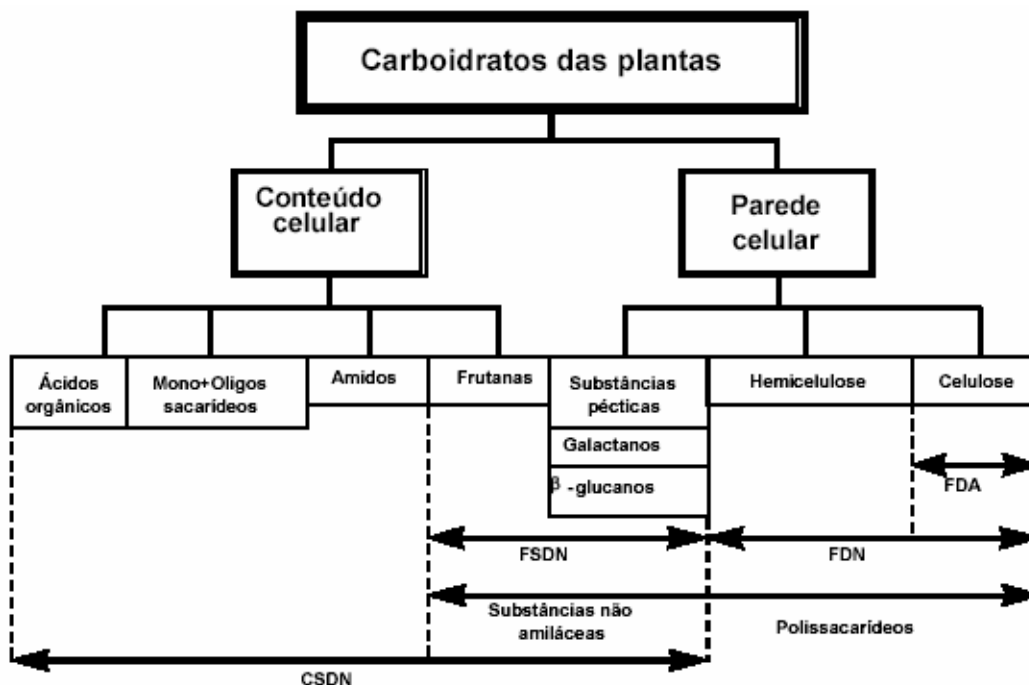 Carboidratos das plantas
Conteúdo
celular
Parede
celular
Ácidos
orgânicos
Mono+Oligos
sacarídeos
Amidos
Frutanas
Substâncias
pécticas
Galactanos
β -glucanos
Hemicelulose
Celulose
FDA
FSDN
FDN
Substâncias não
amiláceas
Polissacarídeos
CSDN